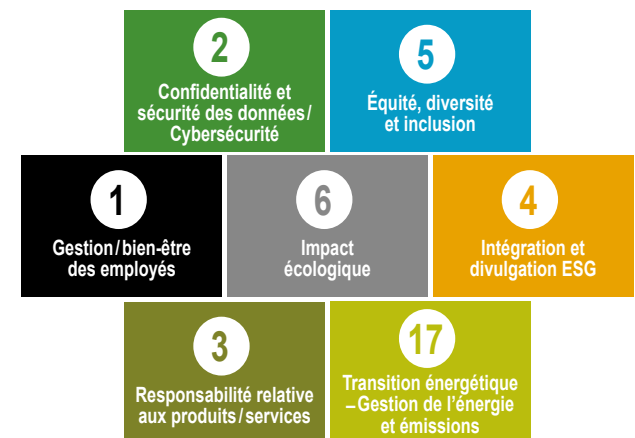 2
Confidentialité et
sécurité des données/
Cybersécurité
5
Équité, diversité
et inclusion
1
Gestion/bien-être
des employés
6
Impact
écologique
4
Intégration et
divulgation ESG
3
Responsabilité relative
aux produits/services
17
Transition énergétique
–Gestion de l’énergie
et émissions